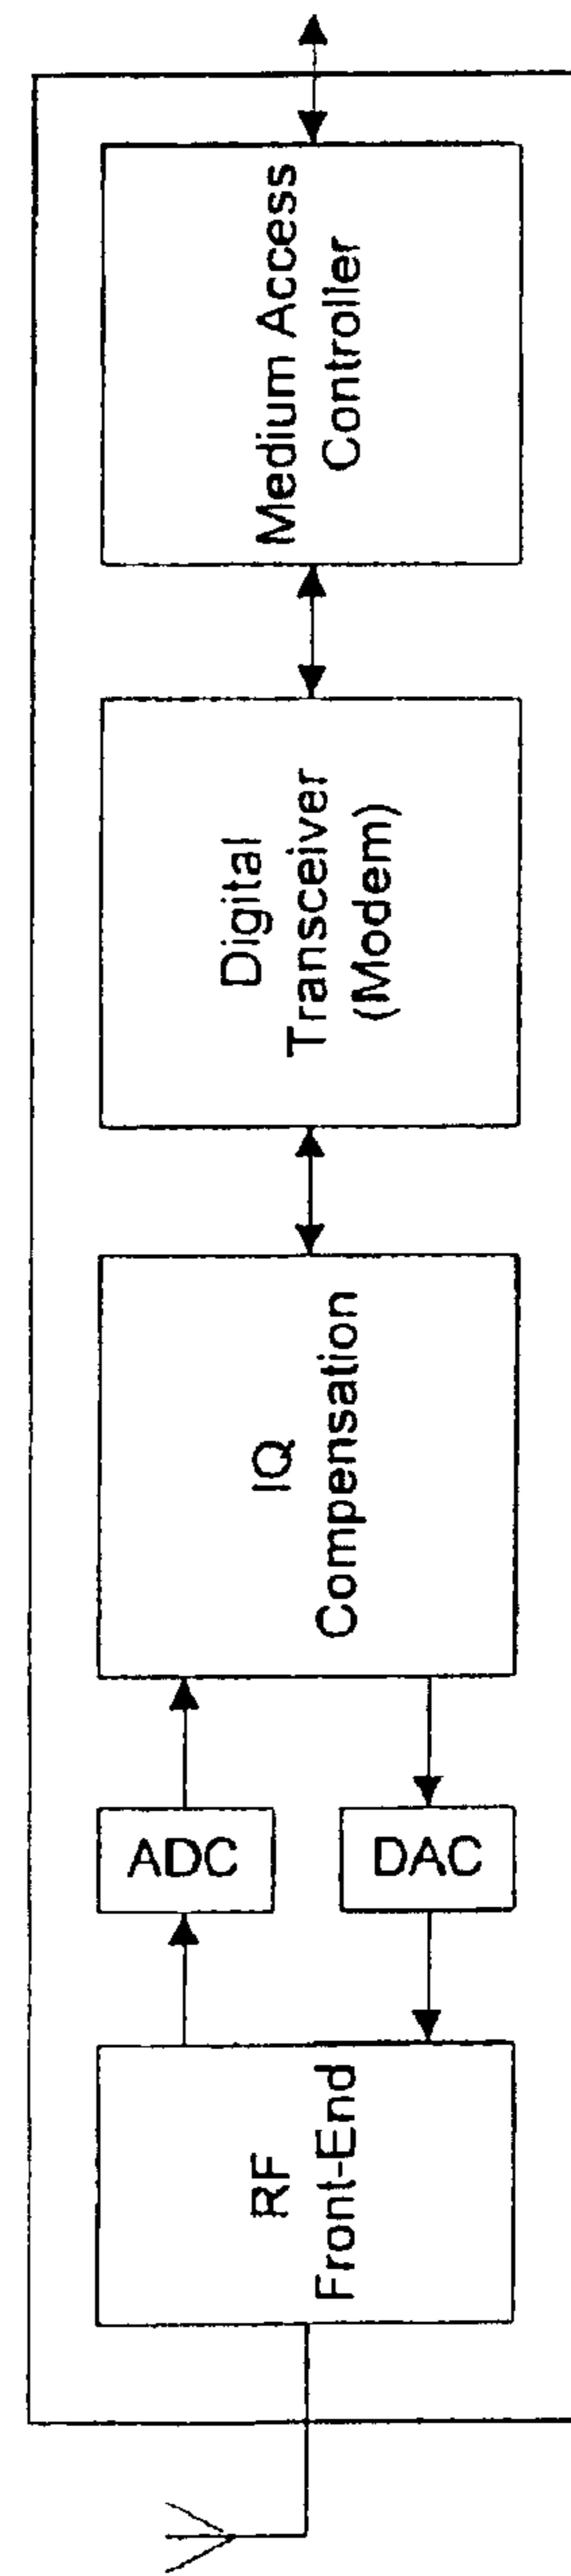 RF
Front-End
ADC
DAC
IQ
Compensation
Digital
Transceiver
(Modem)
Medium Access
Controller